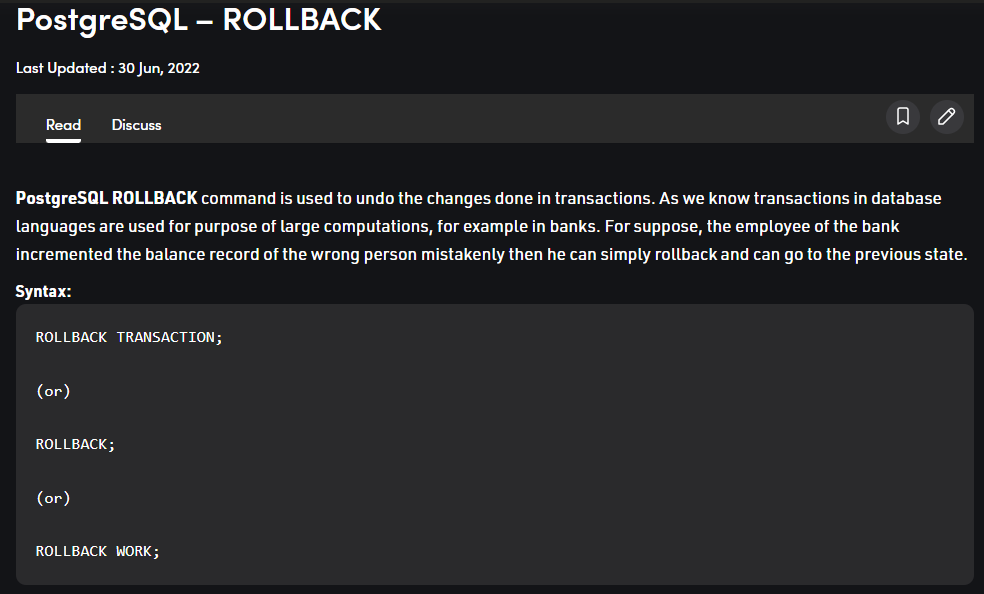 PostgreSQL – ROLLBACK
Last Updated : 30 Jun, 2022
Read Discuss
PostgreSQL ROLLBACK command is used to undo the changes done in transactions. As we know transactions in database
languages are used for purpose of large computations, for example in banks. For suppose, the employee of the bank
incremented the balance record of the wrong person mistakenly then he can simply rollback and can go to the previous state.
Syntax:
ROLLBACK TRANSACTION;
(or)
ROLLBACK;
(or)
ROLLBACK WORK;